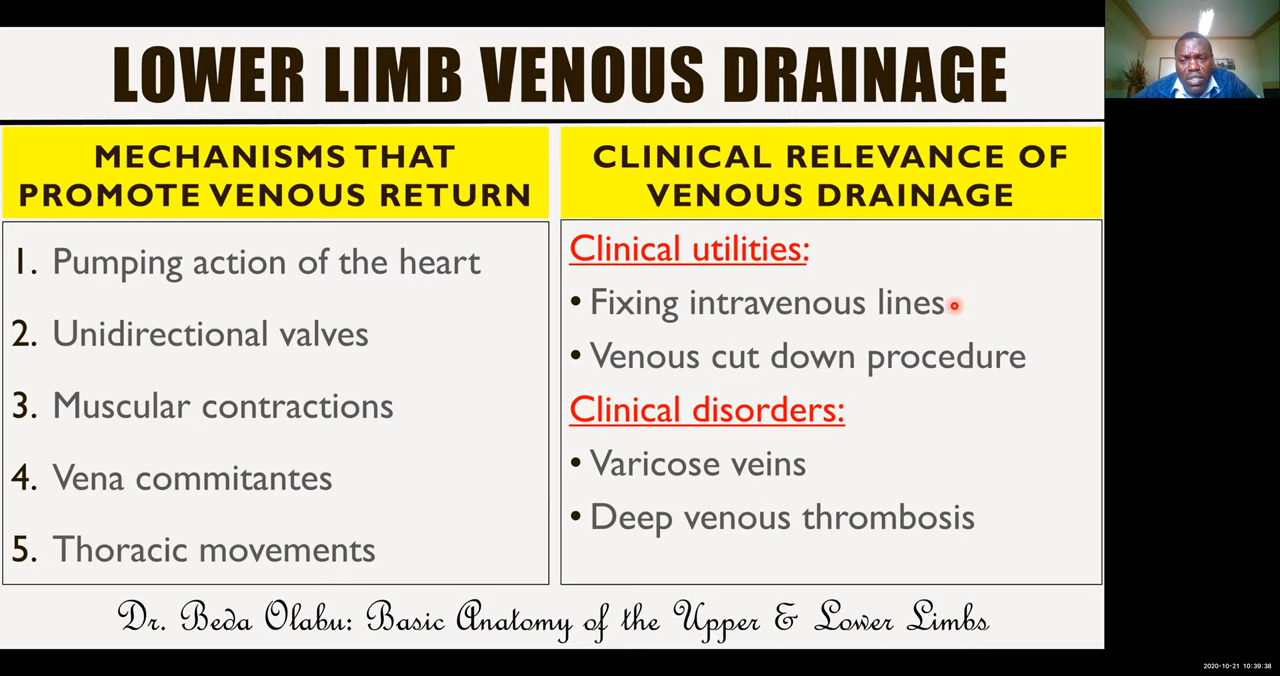 LOWER LIMB VENOUS DRAINAGE
MECHANISMS THAT
PROMOTE VENOUS RETURN
1. Pumping action of the heart
2. Unidirectional valves
3. Muscular contractions
4. Vena commitantes
5. Thoracic movements
CLINICAL RELEVANCE OF
VENOUS DRAINAGE
Clinical utilities:
• Fixing intravenous lines
• Venous cut down procedure
Clinical disorders:
• Varicose veins
• Deep venous thrombosis
Dr. Beda Olabu: Basic Anatomy of the Upper & Lower Limbs
2020-10-21 10:39:38